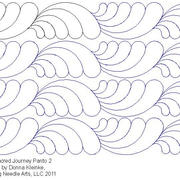 Journey Panto 2
by Donna Kleinke,
Needle Arts, LLC 2011